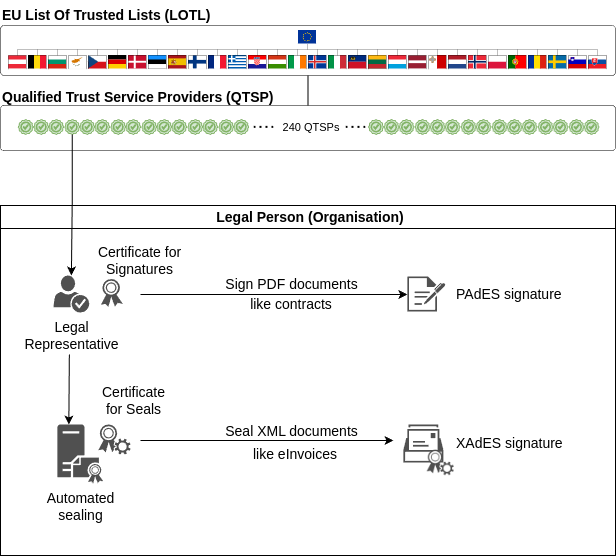 EU List Of Trusted Lists (LOTL)
Qualified Trust Service Providers (QTSP)
240 QTSPs
Legal Person (Organisation)
Certificate for
Signatures
Sign PDF documents
like contracts
PAdES signature
Legal
Representative
Certificate
for Seals
Seal XML documents
like eInvoices
XAdES signature
Automated
sealing